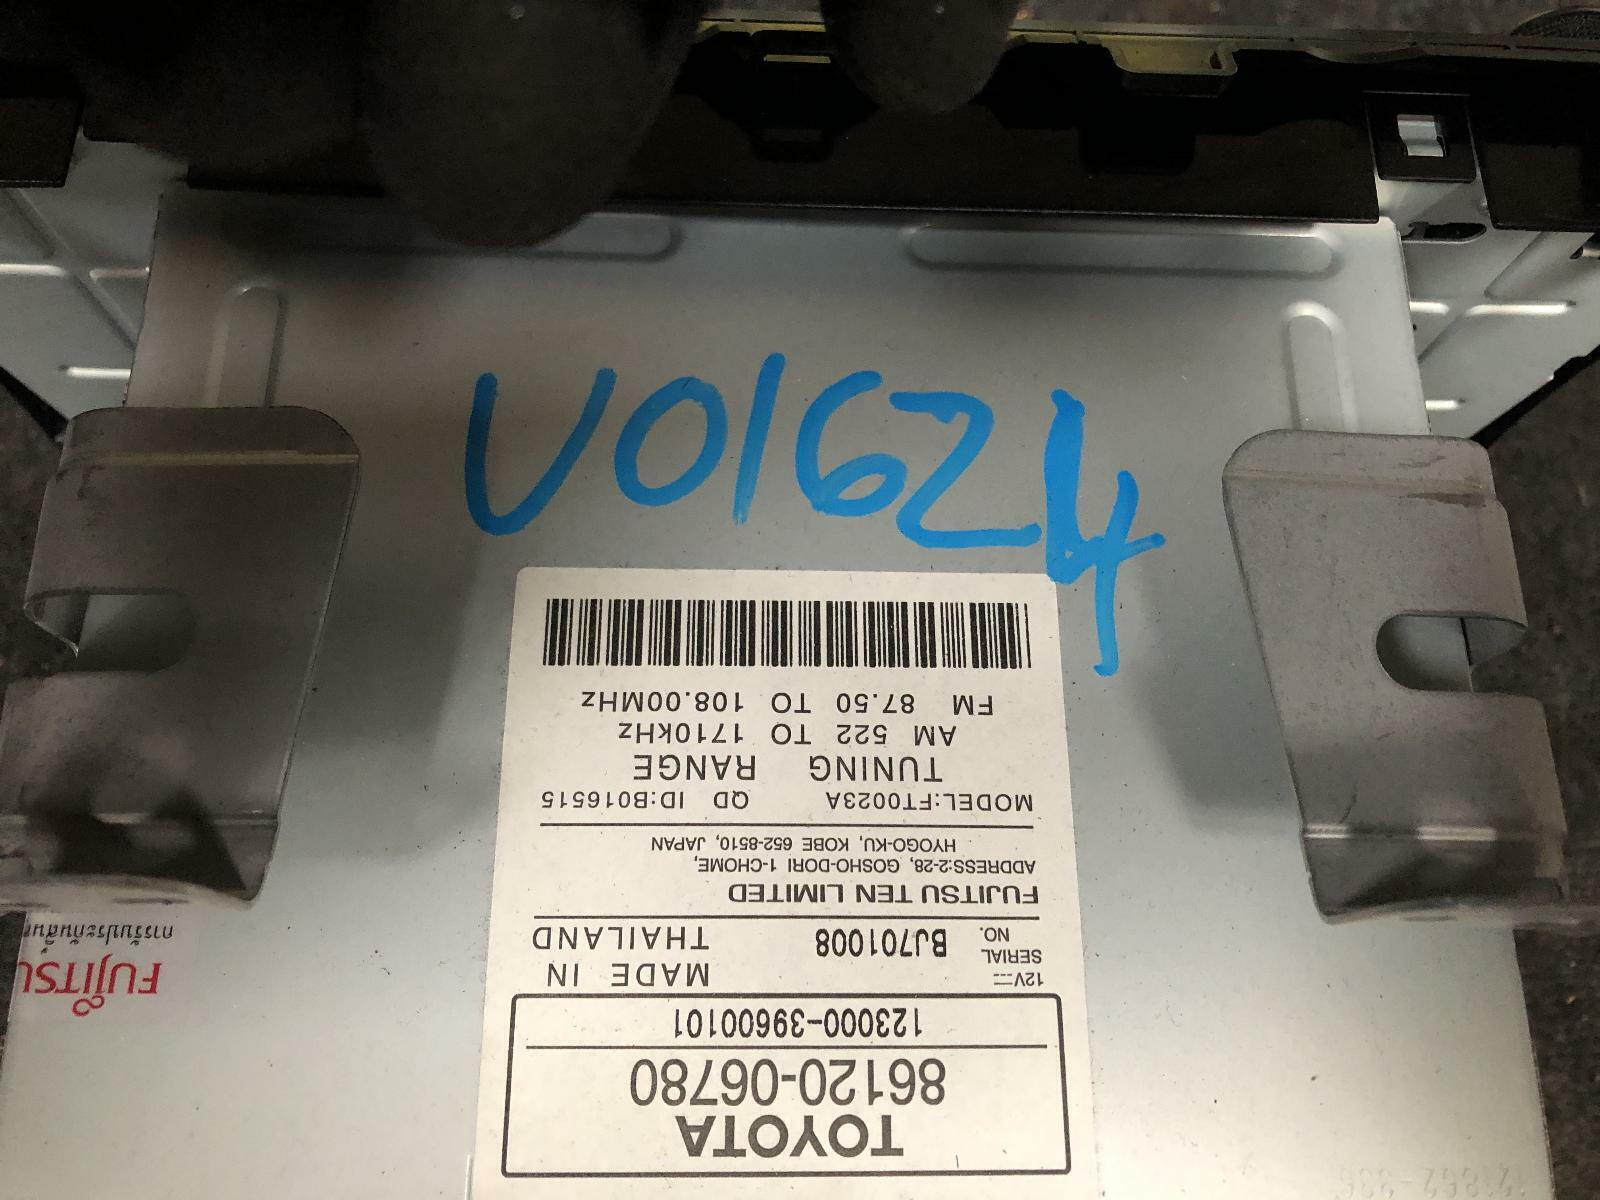 V01624
TOYOTA
86120-06780
123000-39600101
12V⎓ MADE IN
SERIAL NO. BJ701008 THAILAND
FUJITSU TEN LIMITED
ADDRESS:2-28, GOSHO-DORI 1-CHOME,
HYOGO-KU, KOBE 652-8510, JAPAN
MODEL:FT0023A QD ID:B016515
TUNING RANGE
AM 522 TO 1710kHz
FM 87.50 TO 108.00MHz
FUJITSU